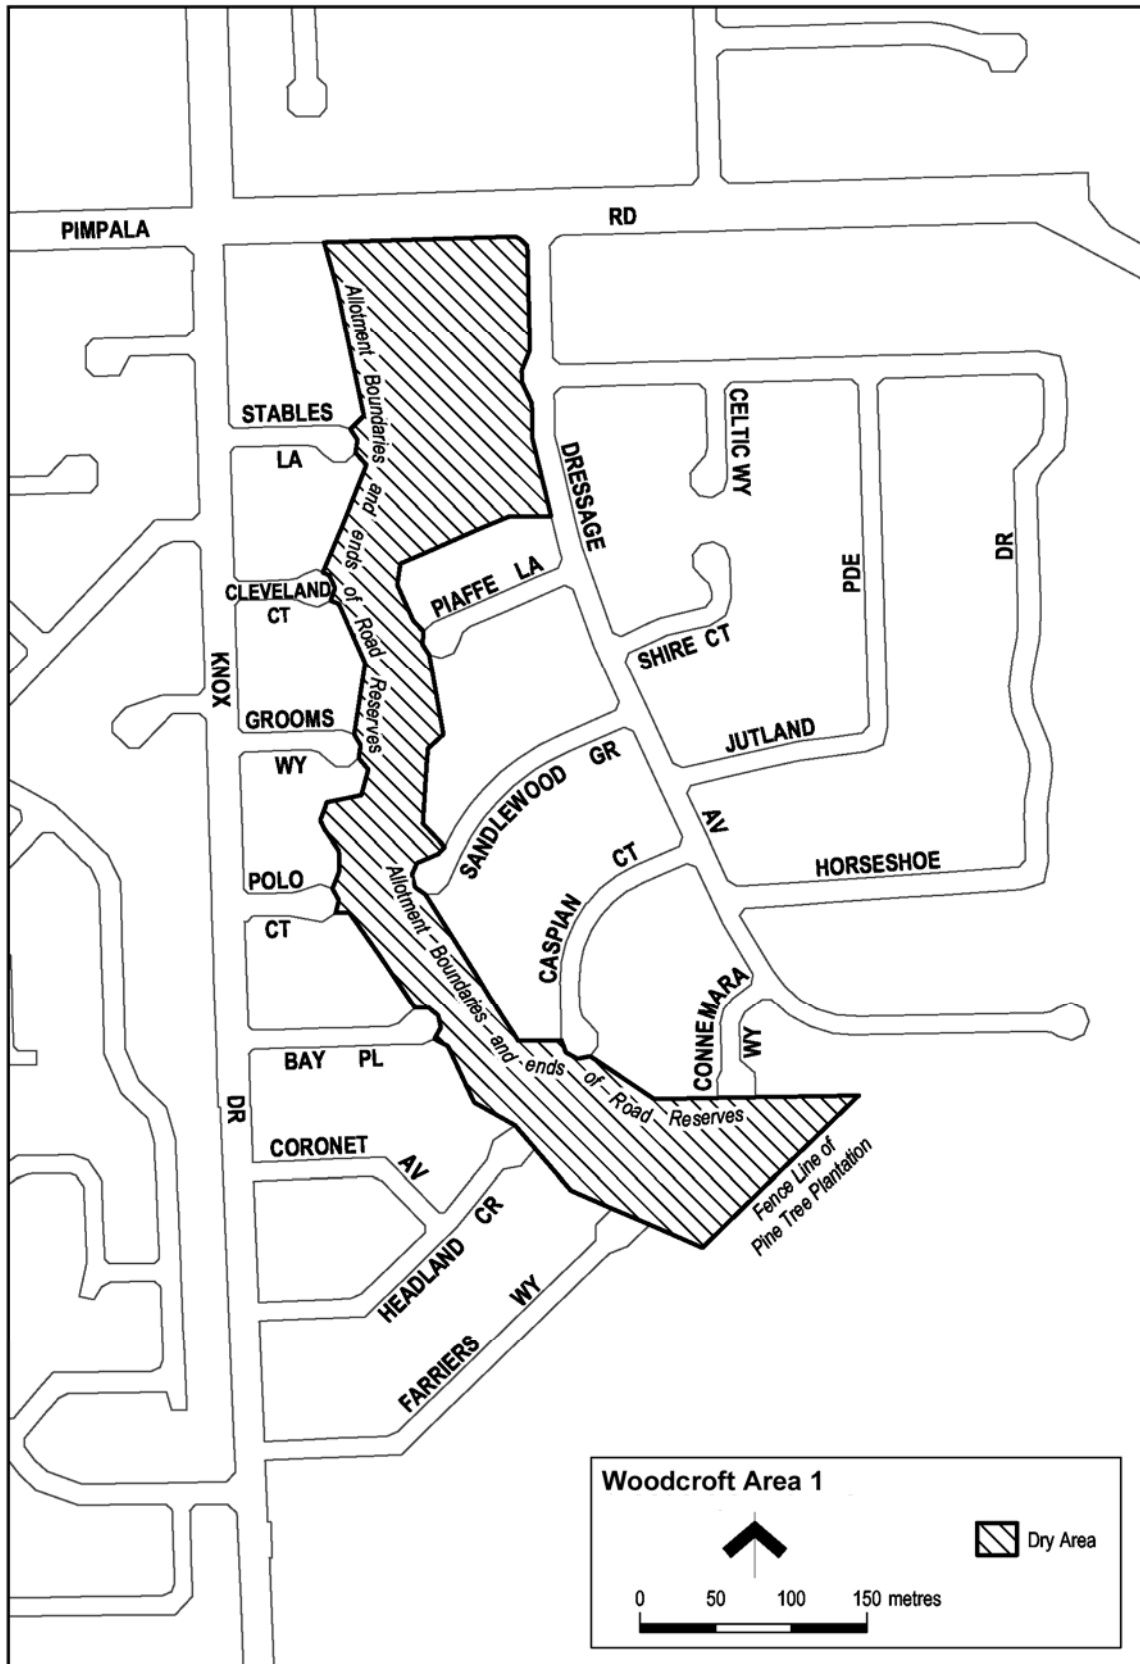 PIMPALA RD
Allotment Boundaries and ends of Road Reserves
STABLES
LA
CELTIC WY
DRESSAGE
AV
DR
PDE
PIAFFE LA
CLEVELAND
CT
SHIRE CT
KNOX
DR
GROOMS
WY
JUTLAND
SANDLEWOOD GR
POLO
CT
CASPIAN CT
HORSESHOE
Allotment Boundaries and ends of Road Reserves
CONNEMARA
WY
BAY PL
CORONET AV
HEADLAND CR
Fence Line of
Pine Tree Plantation
FARRIERS WY
Woodcroft Area 1
Dry Area
0 50 100 150 metres